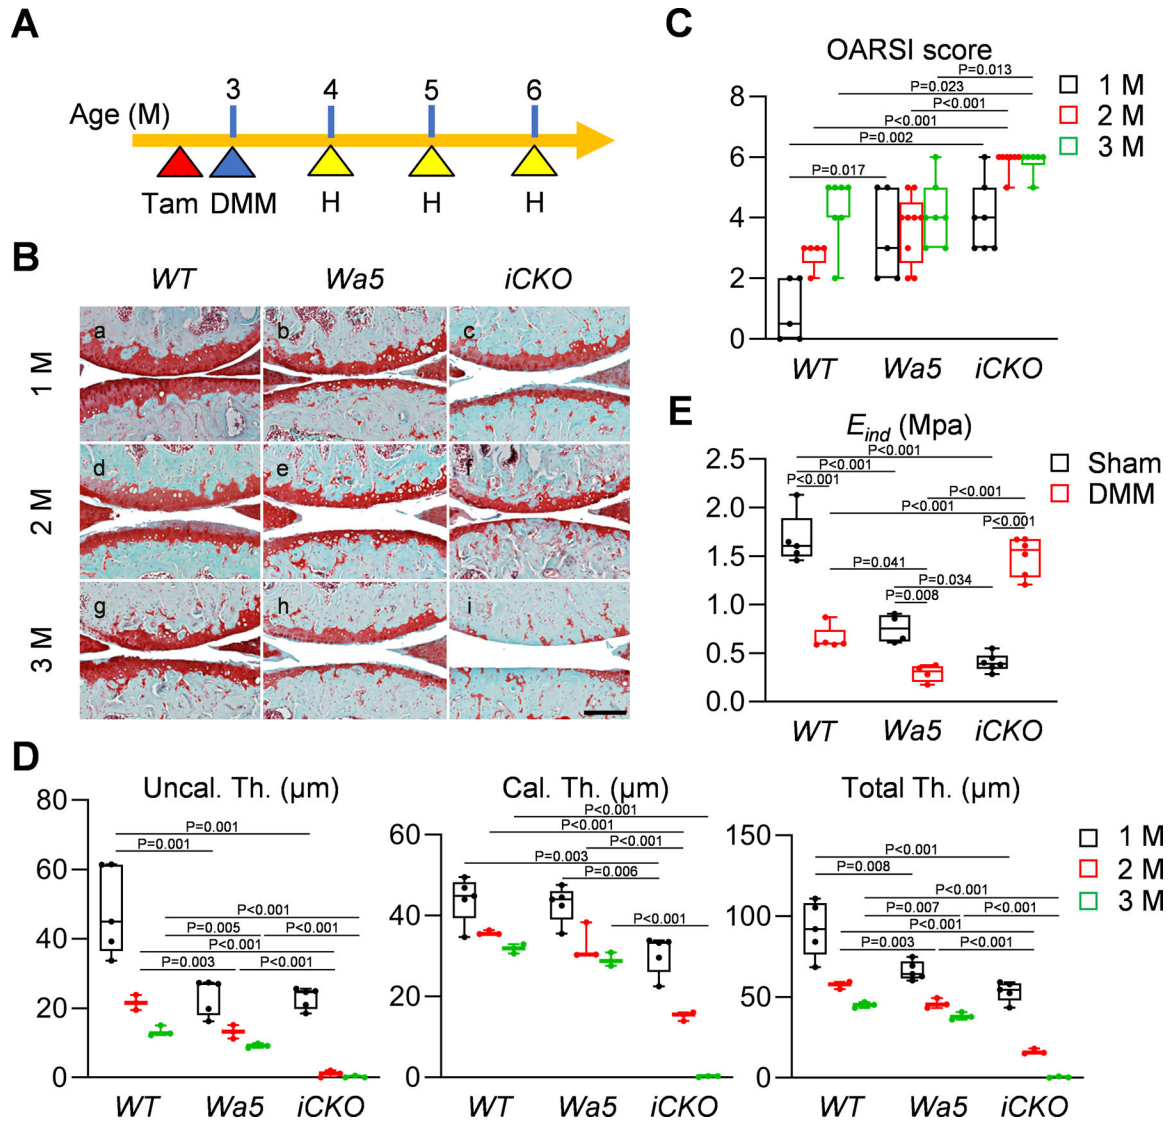 A
Age (M)
3
4
5
6
Tam
DMM
H
H
H
B
WT
Wa5
iCKO
1 M
2 M
3 M
a
b
c
d
e
f
g
h
i
C
OARSI score
P=0.013
P=0.023
P<0.001
P<0.001
P=0.002
P=0.017
8
6
4
2
0
WT
Wa5
iCKO
1 M
2 M
3 M
E
Eind (Mpa)
P<0.001
P<0.001
P<0.001
P<0.001
P<0.001
P<0.001
P=0.041
P=0.034
P=0.008
2.5
2.0
1.5
1.0
0.5
0.0
WT
Wa5
iCKO
Sham
DMM
D
Uncal. Th. (µm)
P=0.001
P=0.001
P<0.001
P=0.005
P<0.001
P<0.001
P=0.003
P<0.001
80
60
40
20
0
WT
Wa5
iCKO
Cal. Th. (µm)
P<0.001
P<0.001
P<0.001
P=0.003
P=0.006
P<0.001
60
40
20
0
WT
Wa5
iCKO
Total Th. (µm)
P<0.001
P=0.008
P<0.001
P=0.007
P<0.001
P<0.001
P=0.003
P<0.001
150
100
50
0
WT
Wa5
iCKO
1 M
2 M
3 M